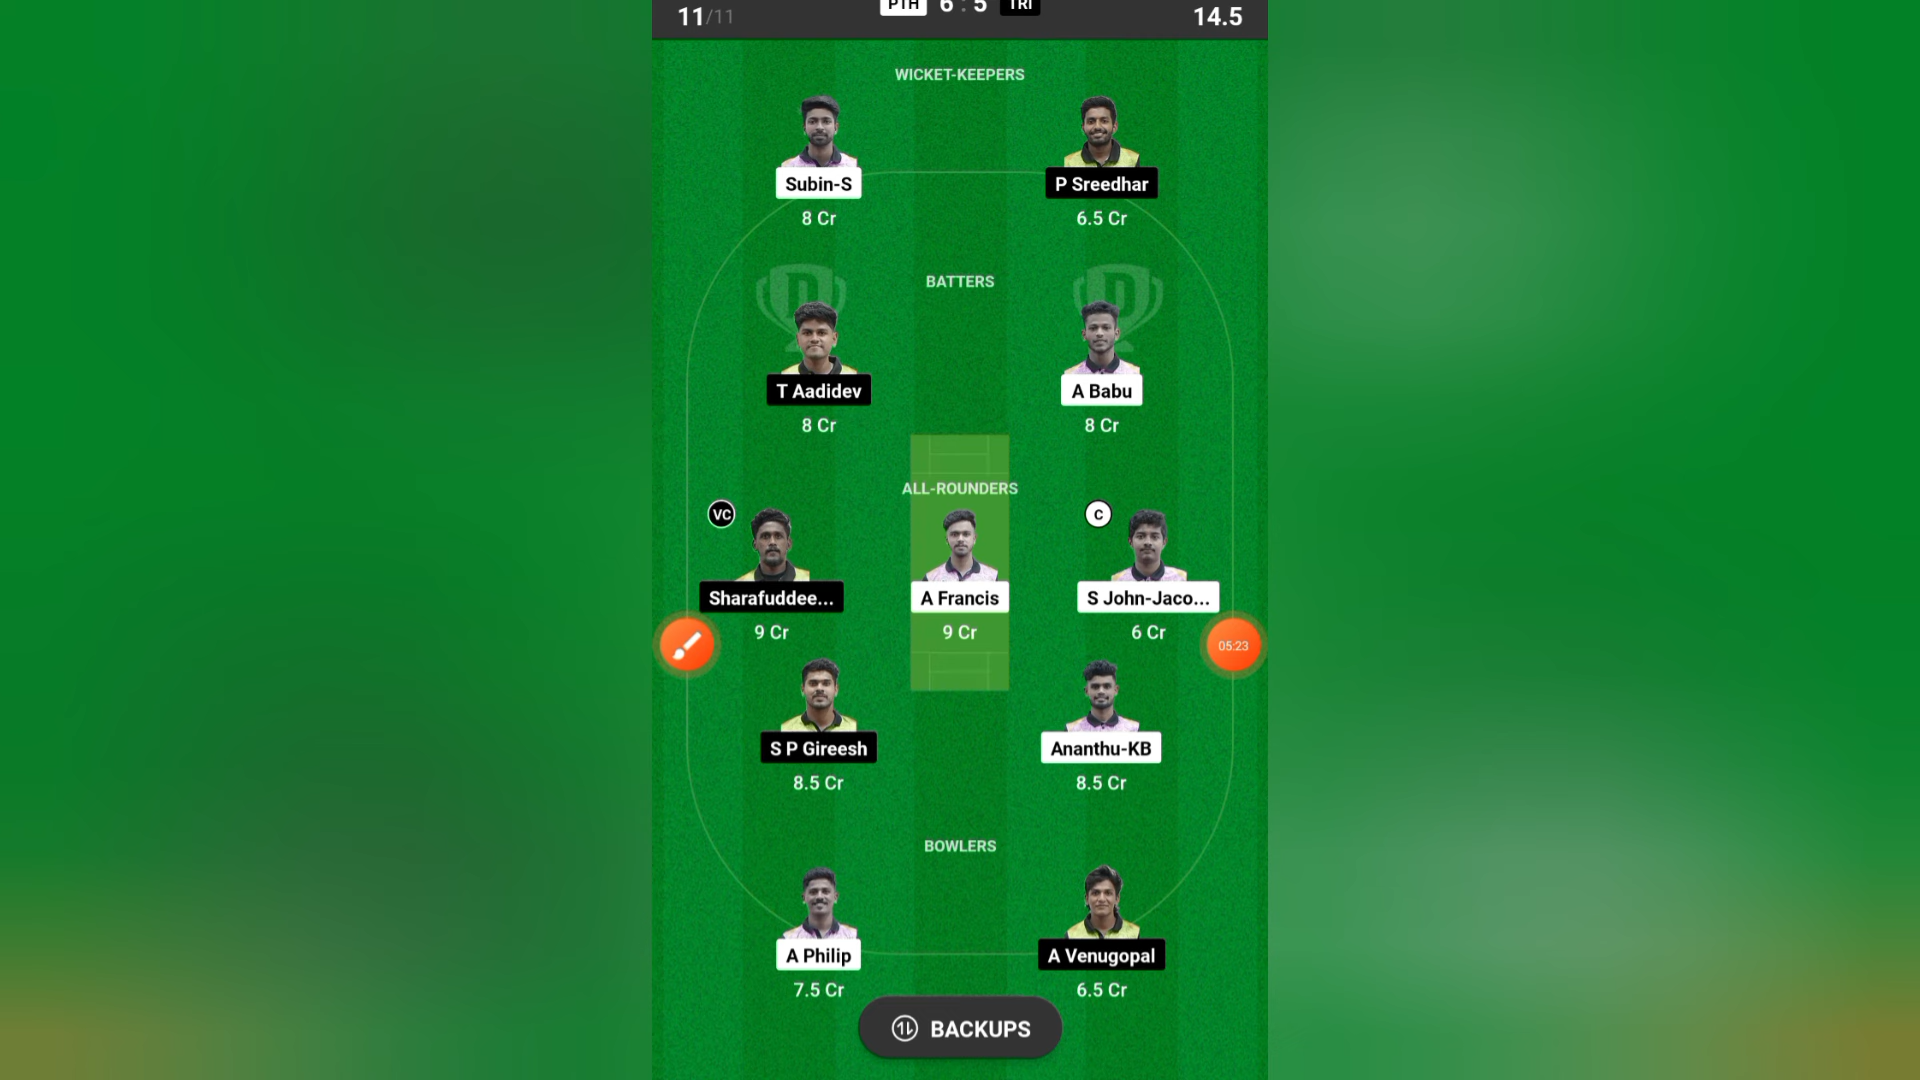 11/11 PTH 6 : 5 TRI 14.5
WICKET-KEEPERS
Subin-S P Sreedhar
8 Cr 6.5 Cr
BATTERS
T Aadidev A Babu
8 Cr 8 Cr
ALL-ROUNDERS
VC C
Sharafuddee... A Francis S John-Jaco...
9 Cr 9 Cr 6 Cr
05:23
S P Gireesh Ananthu-KB
8.5 Cr 8.5 Cr
BOWLERS
A Philip A Venugopal
7.5 Cr 6.5 Cr
BACKUPS